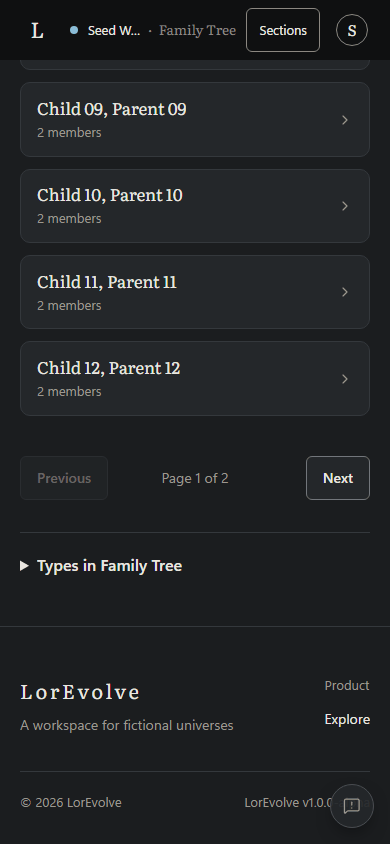 L
Seed W... · Family Tree
Sections
S
Child 09, Parent 09
2 members
Child 10, Parent 10
2 members
Child 11, Parent 11
2 members
Child 12, Parent 12
2 members
Previous
Page 1 of 2
Next
Types in Family Tree
LorEvolve
A workspace for fictional universes
Product
Explore
© 2026 LorEvolve
LorEvolve v1.0.0